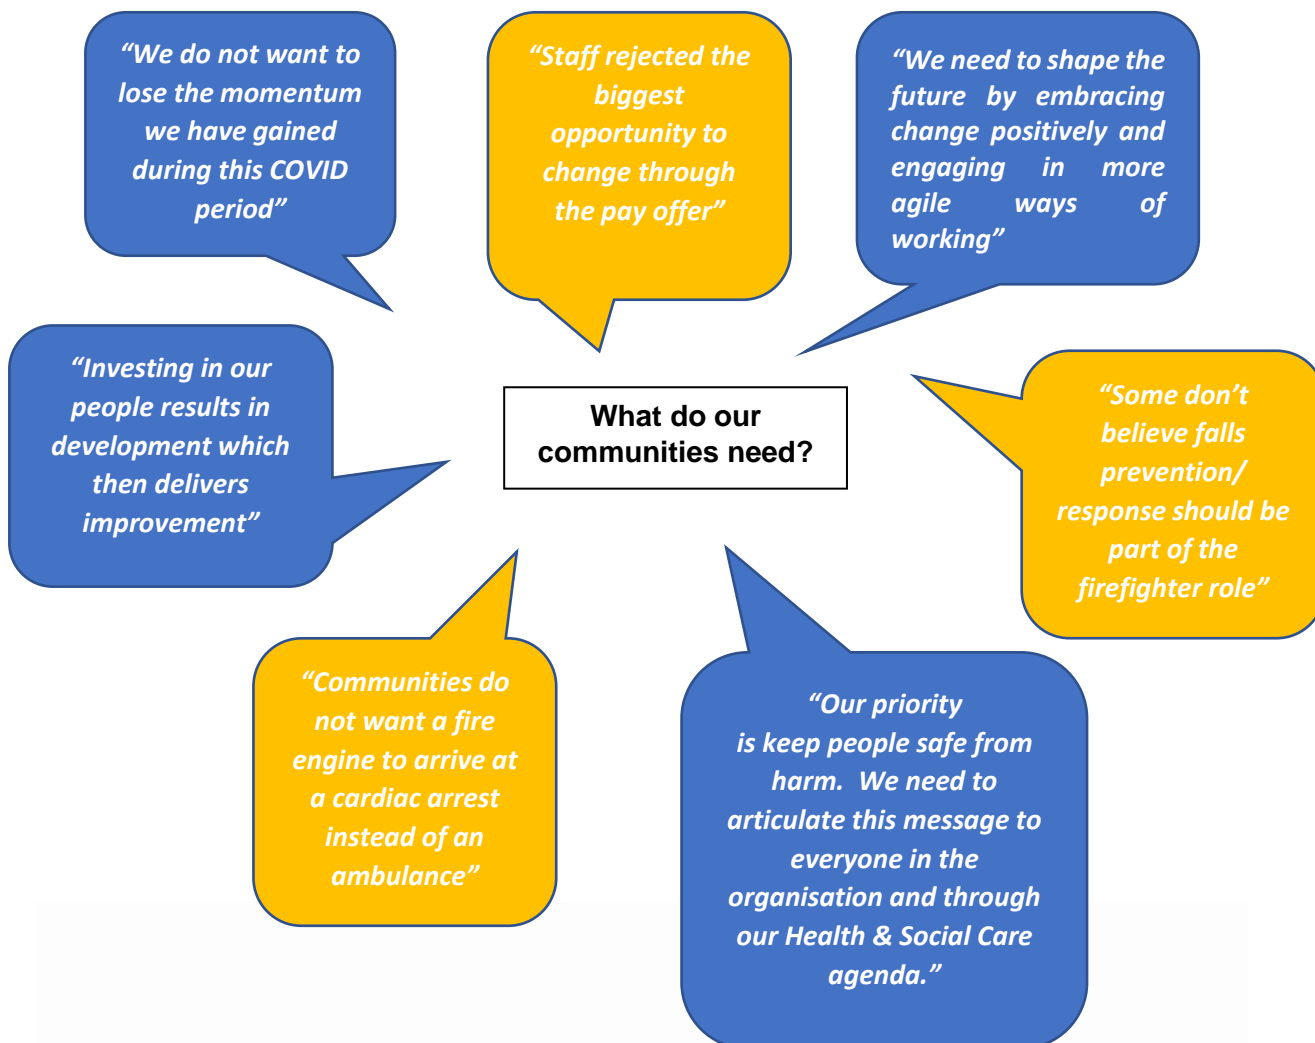 “We do not want to
lose the momentum
we have gained
during this COVID
period”
“Staff rejected the
biggest
opportunity to
change through
the pay offer”
“We need to shape the
future by embracing
change positively and
engaging in more
agile ways of
working”
“Investing in our
people results in
development which
then delivers
improvement”
What do our
communities need?
“Some don’t
believe falls
prevention/
response should be
part of the
firefighter role”
“Communities do
not want a fire
engine to arrive at
a cardiac arrest
instead of an
ambulance”
“Our priority
is keep people safe from
harm.  We need to
articulate this message to
everyone in the
organisation and through
our Health & Social Care
agenda.”